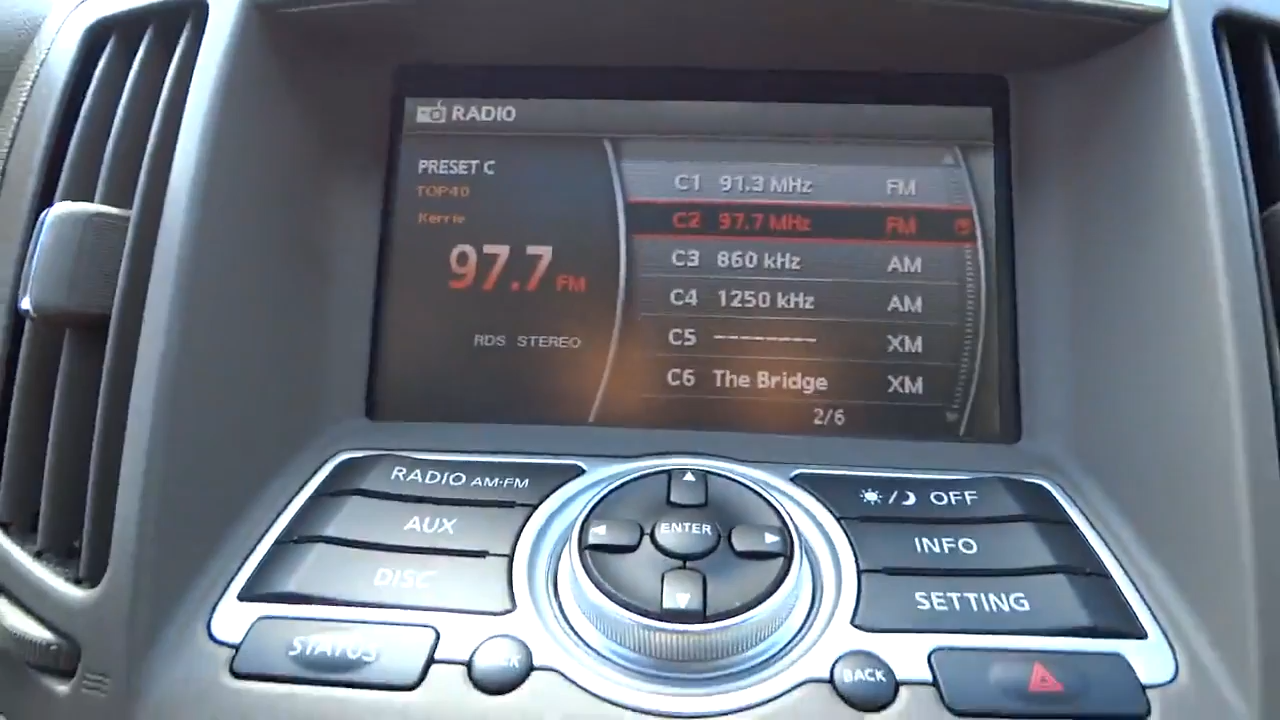 RADIO
PRESET C
TOP40
Kerrie
97.7 FM
RDS STEREO
C1 91.3 MHz FM
C2 97.7 MHz FM
C3 860 kHz AM
C4 1250 kHz AM
C5 ---------- XM
C6 The Bridge XM
2/6
RADIO AM·FM
AUX
DISC
STATUS
ENTER
OFF
INFO
SETTING
BACK